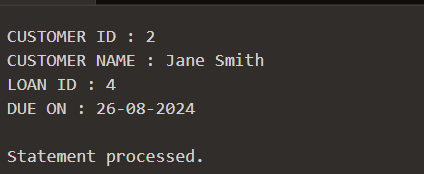 CUSTOMER ID : 2
CUSTOMER NAME : Jane Smith
LOAN ID : 4
DUE ON : 26-08-2024
Statement processed.